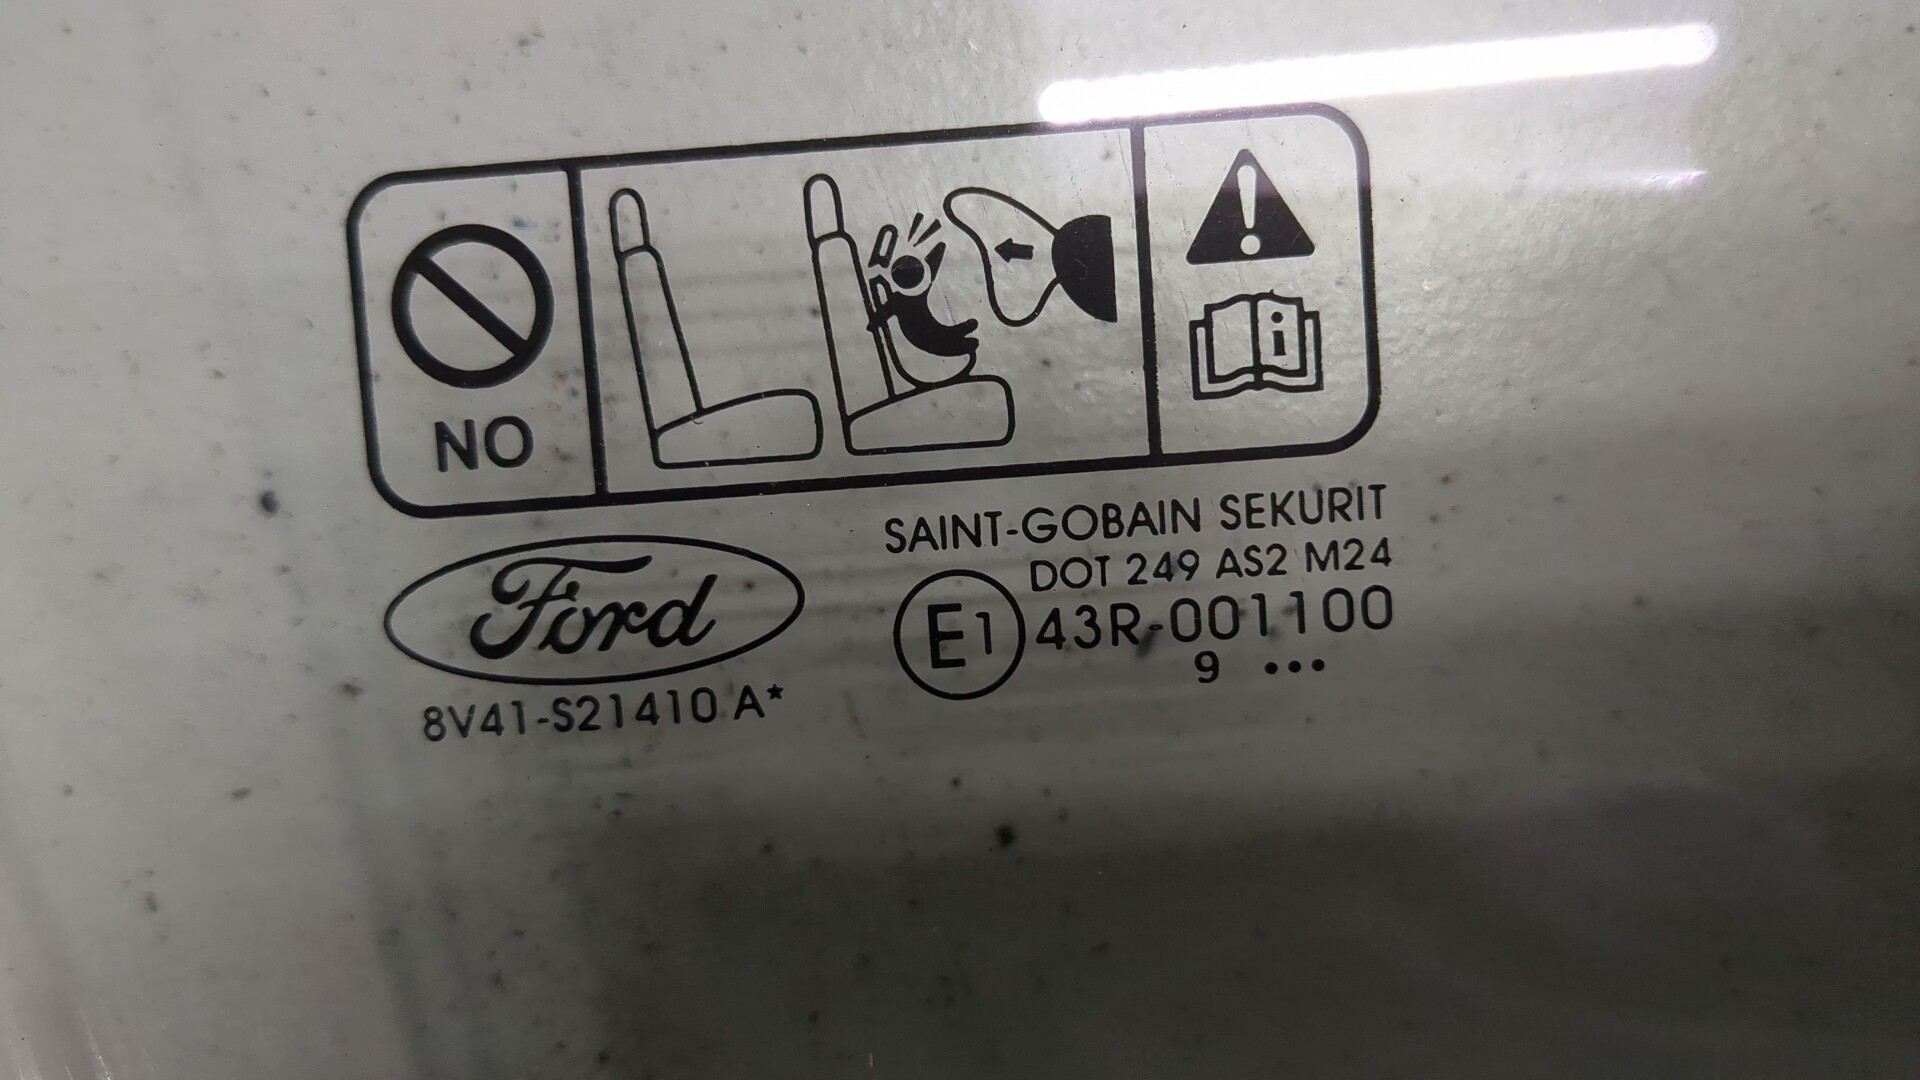 NO
SAINT-GOBAIN SEKURIT
DOT 249 AS2 M24
E1 43R-001100
9 •••
Ford
8V41-S21410 A*